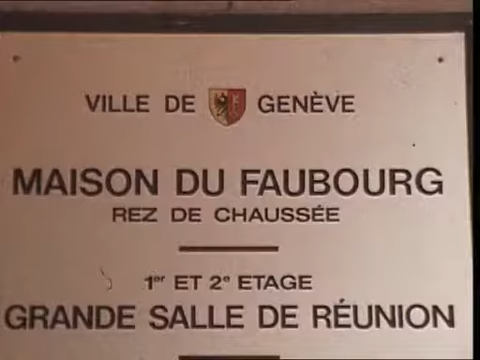 VILLE DE GENÈVE
MAISON DU FAUBOURG
REZ DE CHAUSSÉE
1er ET 2e ETAGE
GRANDE SALLE DE RÉUNION